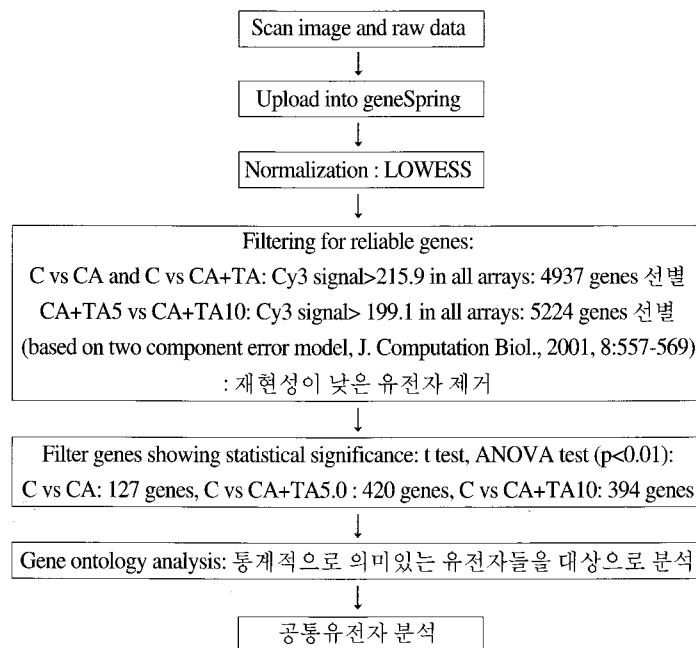 Scan image and raw data
Upload into geneSpring
Normalization : LOWESS
Filtering for reliable genes:
C vs CA and C vs CA+TA: Cy3 signal>215.9 in all arrays: 4937 genes 선별
CA+TA5 vs CA+TA10: Cy3 signal> 199.1 in all arrays: 5224 genes 선별
(based on two component error model, J. Computation Biol., 2001, 8:557-569)
: 재현성이 낮은 유전자 제거
Filter genes showing statistical significance: t test, ANOVA test (p<0.01):
C vs CA: 127 genes, C vs CA+TA5.0 : 420 genes, C vs CA+TA10: 394 genes
Gene ontology analysis: 통계적으로 의미있는 유전자들을 대상으로 분석
공통유전자 분석